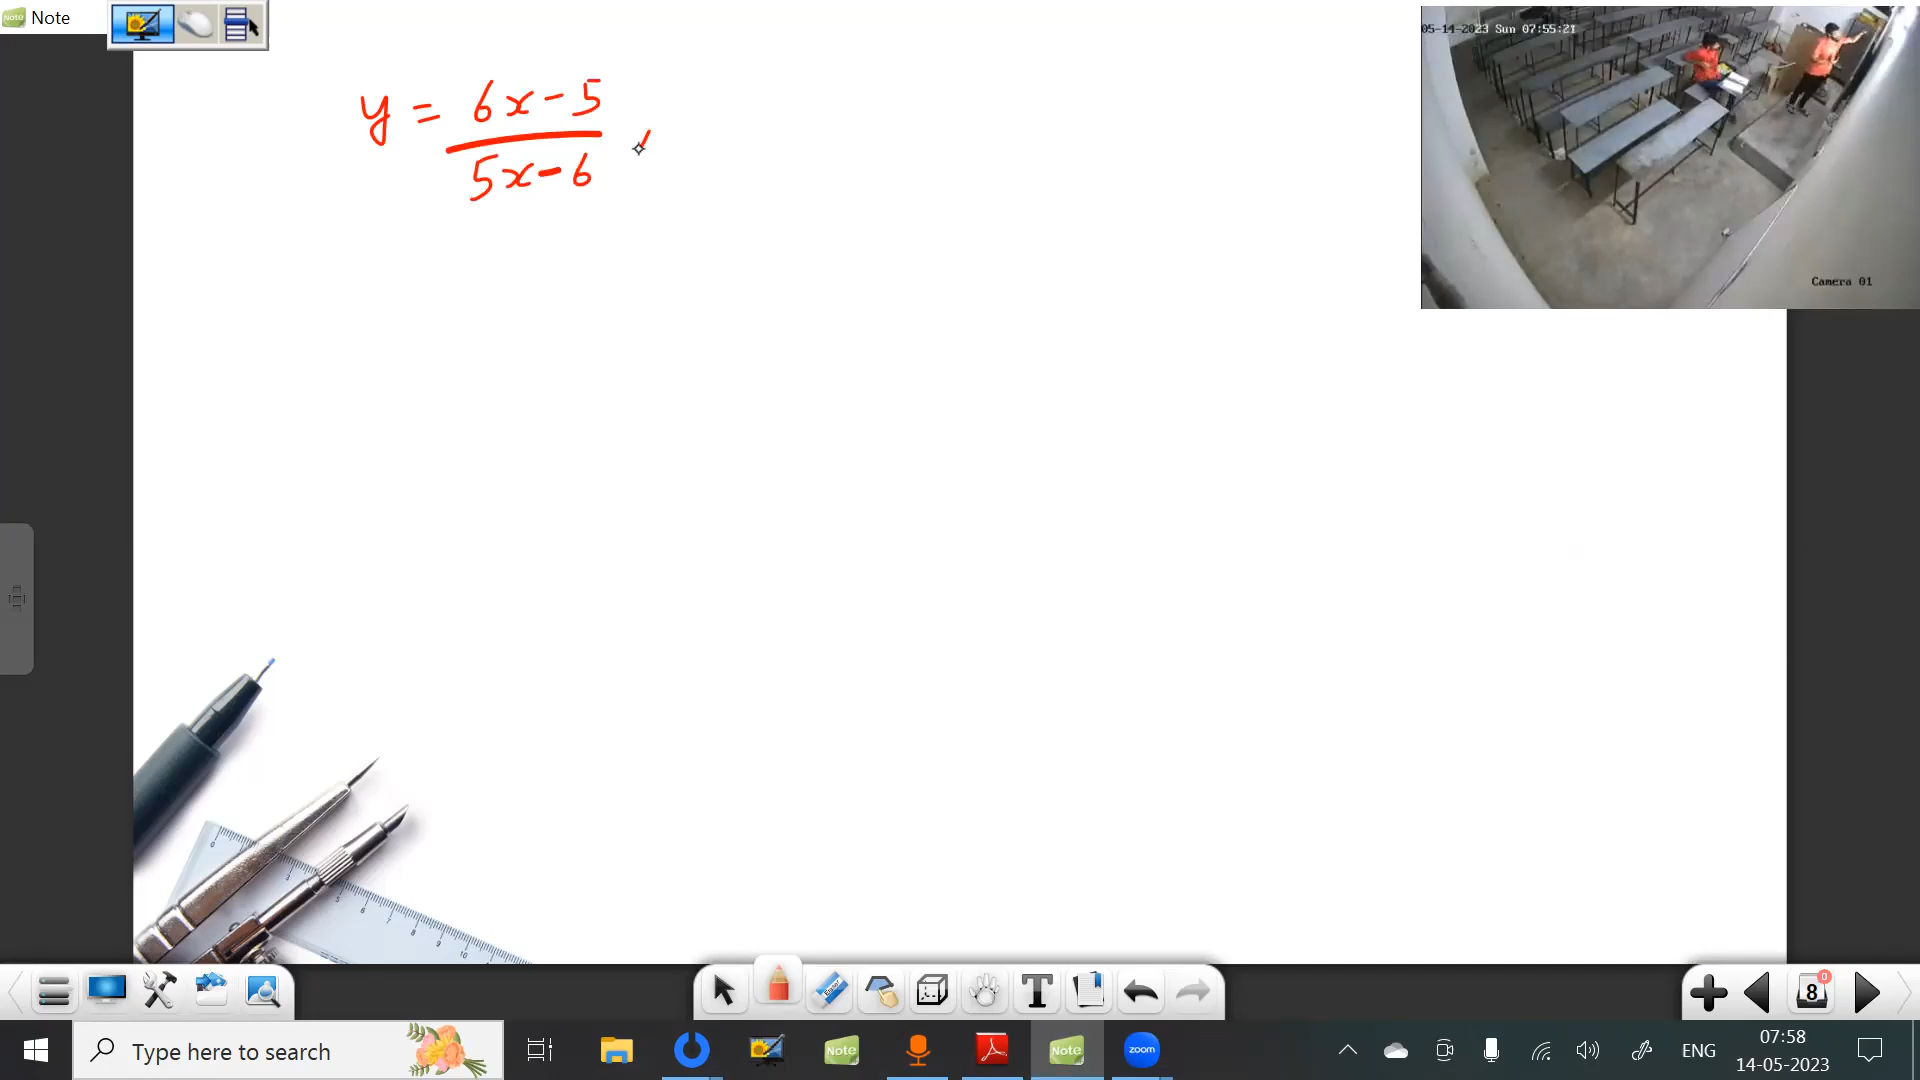 Note
05-14-2023 Sun 07:55:21
y = 6x - 5
5x - 6
Camera 01
8
0
Type here to search
Note
Note
zoom
ENG
07:58
14-05-2023